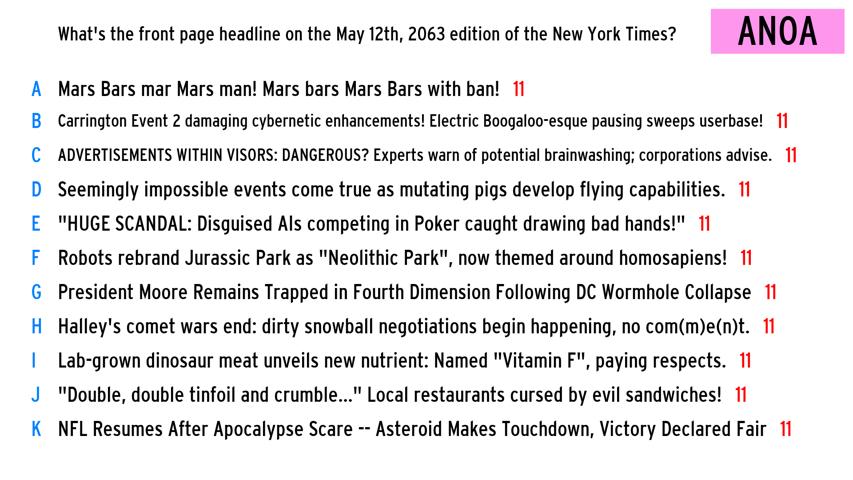 What's the front page headline on the May 12th, 2063 edition of the New York Times?
ANOA
A Mars Bars mar Mars man! Mars bars Mars Bars with ban! 11
B Carrington Event 2 damaging cybernetic enhancements! Electric Boogaloo-esque pausing sweeps userbase! 11
C ADVERTISEMENTS WITHIN VISORS: DANGEROUS? Experts warn of potential brainwashing; corporations advise. 11
D Seemingly impossible events come true as mutating pigs develop flying capabilities. 11
E "HUGE SCANDAL: Disguised AIs competing in Poker caught drawing bad hands!" 11
F Robots rebrand Jurassic Park as "Neolithic Park", now themed around homosapiens! 11
G President Moore Remains Trapped in Fourth Dimension Following DC Wormhole Collapse 11
H Halley's comet wars end: dirty snowball negotiations begin happening, no com(m)e(n)t. 11
I Lab-grown dinosaur meat unveils new nutrient: Named "Vitamin F", paying respects. 11
J "Double, double tinfoil and crumble..." Local restaurants cursed by evil sandwiches! 11
K NFL Resumes After Apocalypse Scare -- Asteroid Makes Touchdown, Victory Declared Fair 11